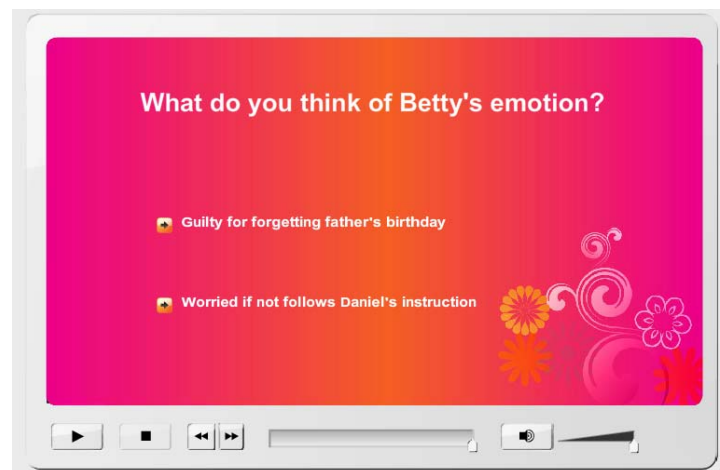 What do you think of Betty's emotion?
Guilty for forgetting father's birthday
Worried if not follows Daniel's instruction